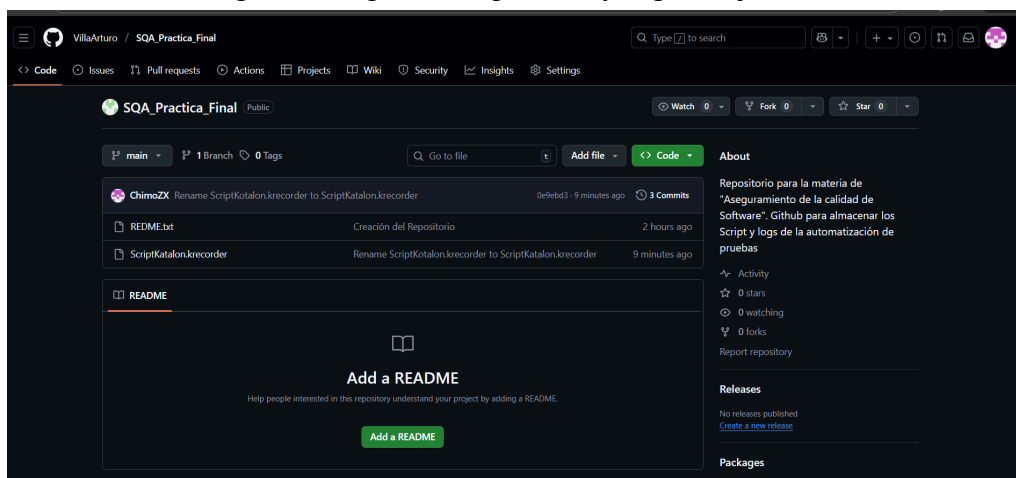 VillaArturo / SQA_Practica_Final
Type / to search
Code Issues Pull requests Actions Projects Wiki Security Insights Settings
SQA_Practica_Final Public
Watch 0 Fork 0 Star 0
main 1 Branch 0 Tags Go to file t Add file Code
ChimoZX Rename ScriptKotalon.krecorder to ScriptKatalon.krecorder 0e9ebd3 · 9 minutes ago 3 Commits
REDME.txt Creación del Repositorio 2 hours ago
ScriptKatalon.krecorder Rename ScriptKotalon.krecorder to ScriptKatalon.krecorder 9 minutes ago
README
Add a README
Help people interested in this repository understand your project by adding a README.
Add a README
About
Repositorio para la materia de
"Aseguramiento de la calidad de
Software". Github para almacenar los
Script y logs de la automatización de
pruebas
Activity
0 stars
0 watching
0 forks
Report repository
Releases
No releases published
Create a new release
Packages